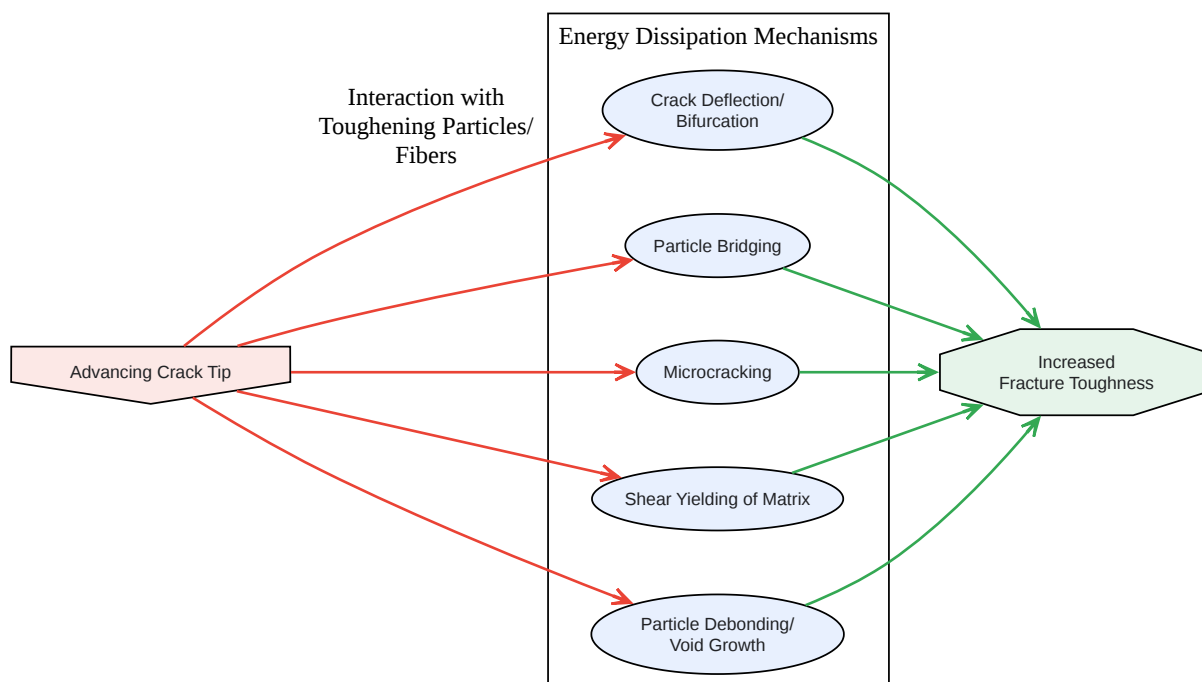 Energy Dissipation Mechanisms
Interaction with
Toughening Particles/
Fibers
Crack Deflection/
Bifurcation
Particle Bridging
Advancing Crack Tip
Microcracking
Increased
Fracture Toughness
Shear Yielding of Matrix
Particle Debonding/
Void Growth